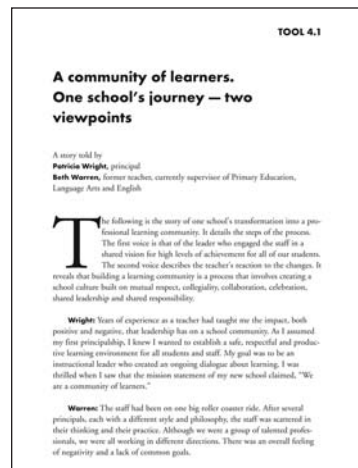 TOOL 4.1
A community of learners.
One school's journey — two
viewpoints
A story told by
Patricia Wright, principal
Beth Warren, former teacher, currently supervisor of Primary Education,
Language Arts and English
The following is the story of one school's transformation into a pro-
fessional learning community. It details the steps of the process.
The first voice is that of the leader who engaged the staff in a
shared vision for high levels of achievement for all of our students.
The second voice describes the teacher's reaction to the changes. It
reveals that building a learning community is a process that involves creating a
school culture built on mutual respect, collegiality, collaboration, celebration,
shared leadership and shared responsibility.
Wright: Years of experience as a teacher had taught me the impact, both
positive and negative, that leadership has on a school community. As I assumed
my first principalship, I knew I wanted to establish a safe, respectful and produc-
tive learning environment for all students and staff. My goal was to be an
instructional leader who created an ongoing dialogue about learning. I was
thrilled when I saw that the mission statement of my new school claimed, "We
are a community of learners."
Warren: The staff had been on one big roller coaster ride. After several
principals, each with a different style and philosophy, the staff was scattered in
their thinking and their practice. Although we were a group of talented profes-
sionals, we were all working in different directions. There was an overall feeling
of negativity and a lack of common goals.